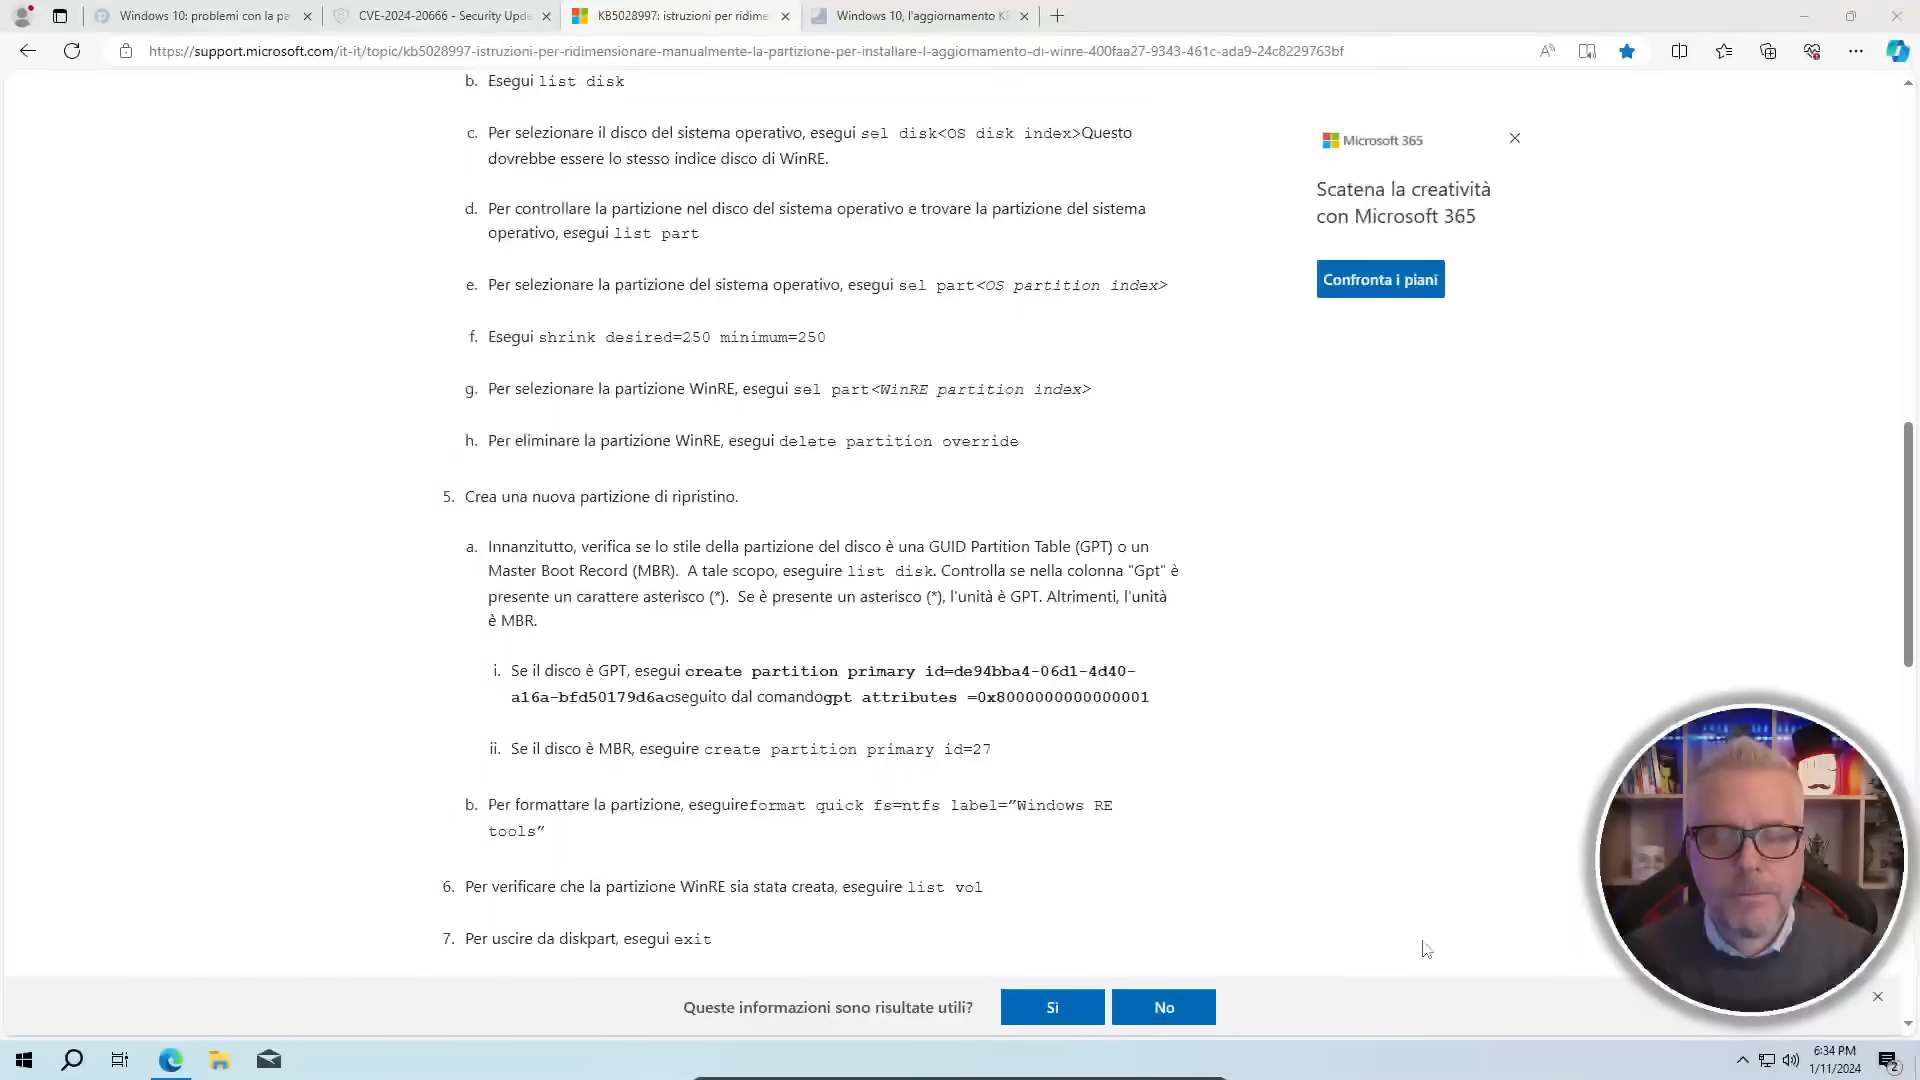 Windows 10: problemi con la pa
CVE-2024-20666 - Security Upda
KB5028997: istruzioni per ridime
Windows 10, l'aggiornamento K
https://support.microsoft.com/it-it/topic/kb5028997-istruzioni-per-ridimensionare-manualmente-la-partizione-per-installare-l-aggiornamento-di-winre-400faa27-9343-461c-ada9-24c8229763bf
b. Esegui list disk
c. Per selezionare il disco del sistema operativo, esegui sel disk<OS disk index>Questo
dovrebbe essere lo stesso indice disco di WinRE.
d. Per controllare la partizione nel disco del sistema operativo e trovare la partizione del sistema
operativo, esegui list part
e. Per selezionare la partizione del sistema operativo, esegui sel part<OS partition index>
f. Esegui shrink desired=250 minimum=250
g. Per selezionare la partizione WinRE, esegui sel part<WinRE partition index>
h. Per eliminare la partizione WinRE, esegui delete partition override
5. Crea una nuova partizione di ripristino.
a. Innanzitutto, verifica se lo stile della partizione del disco è una GUID Partition Table (GPT) o un
Master Boot Record (MBR). A tale scopo, eseguire list disk. Controlla se nella colonna "Gpt" è
presente un carattere asterisco (*). Se è presente un asterisco (*), l'unità è GPT. Altrimenti, l'unità
è MBR.
i. Se il disco è GPT, esegui create partition primary id=de94bba4-06d1-4d40-
a16a-bfd50179d6acseguito dal comandogpt attributes =0x8000000000000001
ii. Se il disco è MBR, eseguire create partition primary id=27
b. Per formattare la partizione, eseguireformat quick fs=ntfs label=”Windows RE
tools”
6. Per verificare che la partizione WinRE sia stata creata, eseguire list vol
7. Per uscire da diskpart, esegui exit
Microsoft 365
Scatena la creatività
con Microsoft 365
Confronta i piani
Queste informazioni sono risultate utili?
Sì
No
6:34 PM
1/11/2024
2